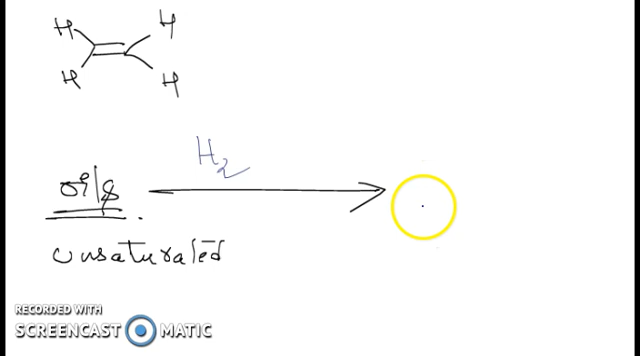 H H
H H
H2
oils.
unsaturated
RECORDED WITH
SCREENCAST MATIC